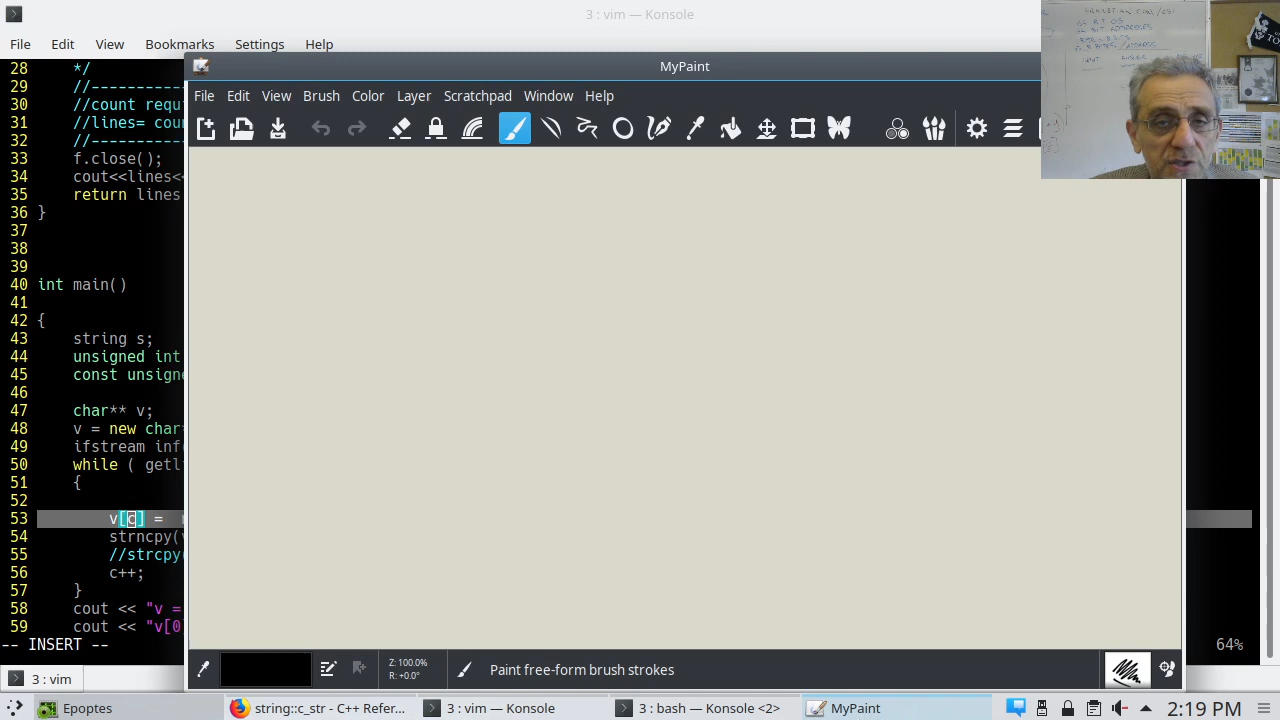 3 : vim — Konsole
File Edit View Bookmarks Settings Help
28 */
29 //-----------
30 //count requ
31 //lines= cou
32 //-----------
33 f.close();
34 cout<<lines<
35 return lines
36 }
37
38
39
40 int main()
41
42 {
43 string s;
44 unsigned int
45 const unsigne
46
47 char** v;
48 v = new char
49 ifstream inf
50 while ( getl
51 {
52
53 v[c] =
54 strncpy(
55 //strcpy
56 c++;
57 }
58 cout << "v =
59 cout << "v[0
-- INSERT --
64%
3 : vim
MyPaint
File Edit View Brush Color Layer Scratchpad Window Help
Z: 100.0%
R: +0.0°
Paint free-form brush strokes
Epoptes
string::c_str - C++ Refer...
3 : vim — Konsole
3 : bash — Konsole <2>
MyPaint
2:19 PM